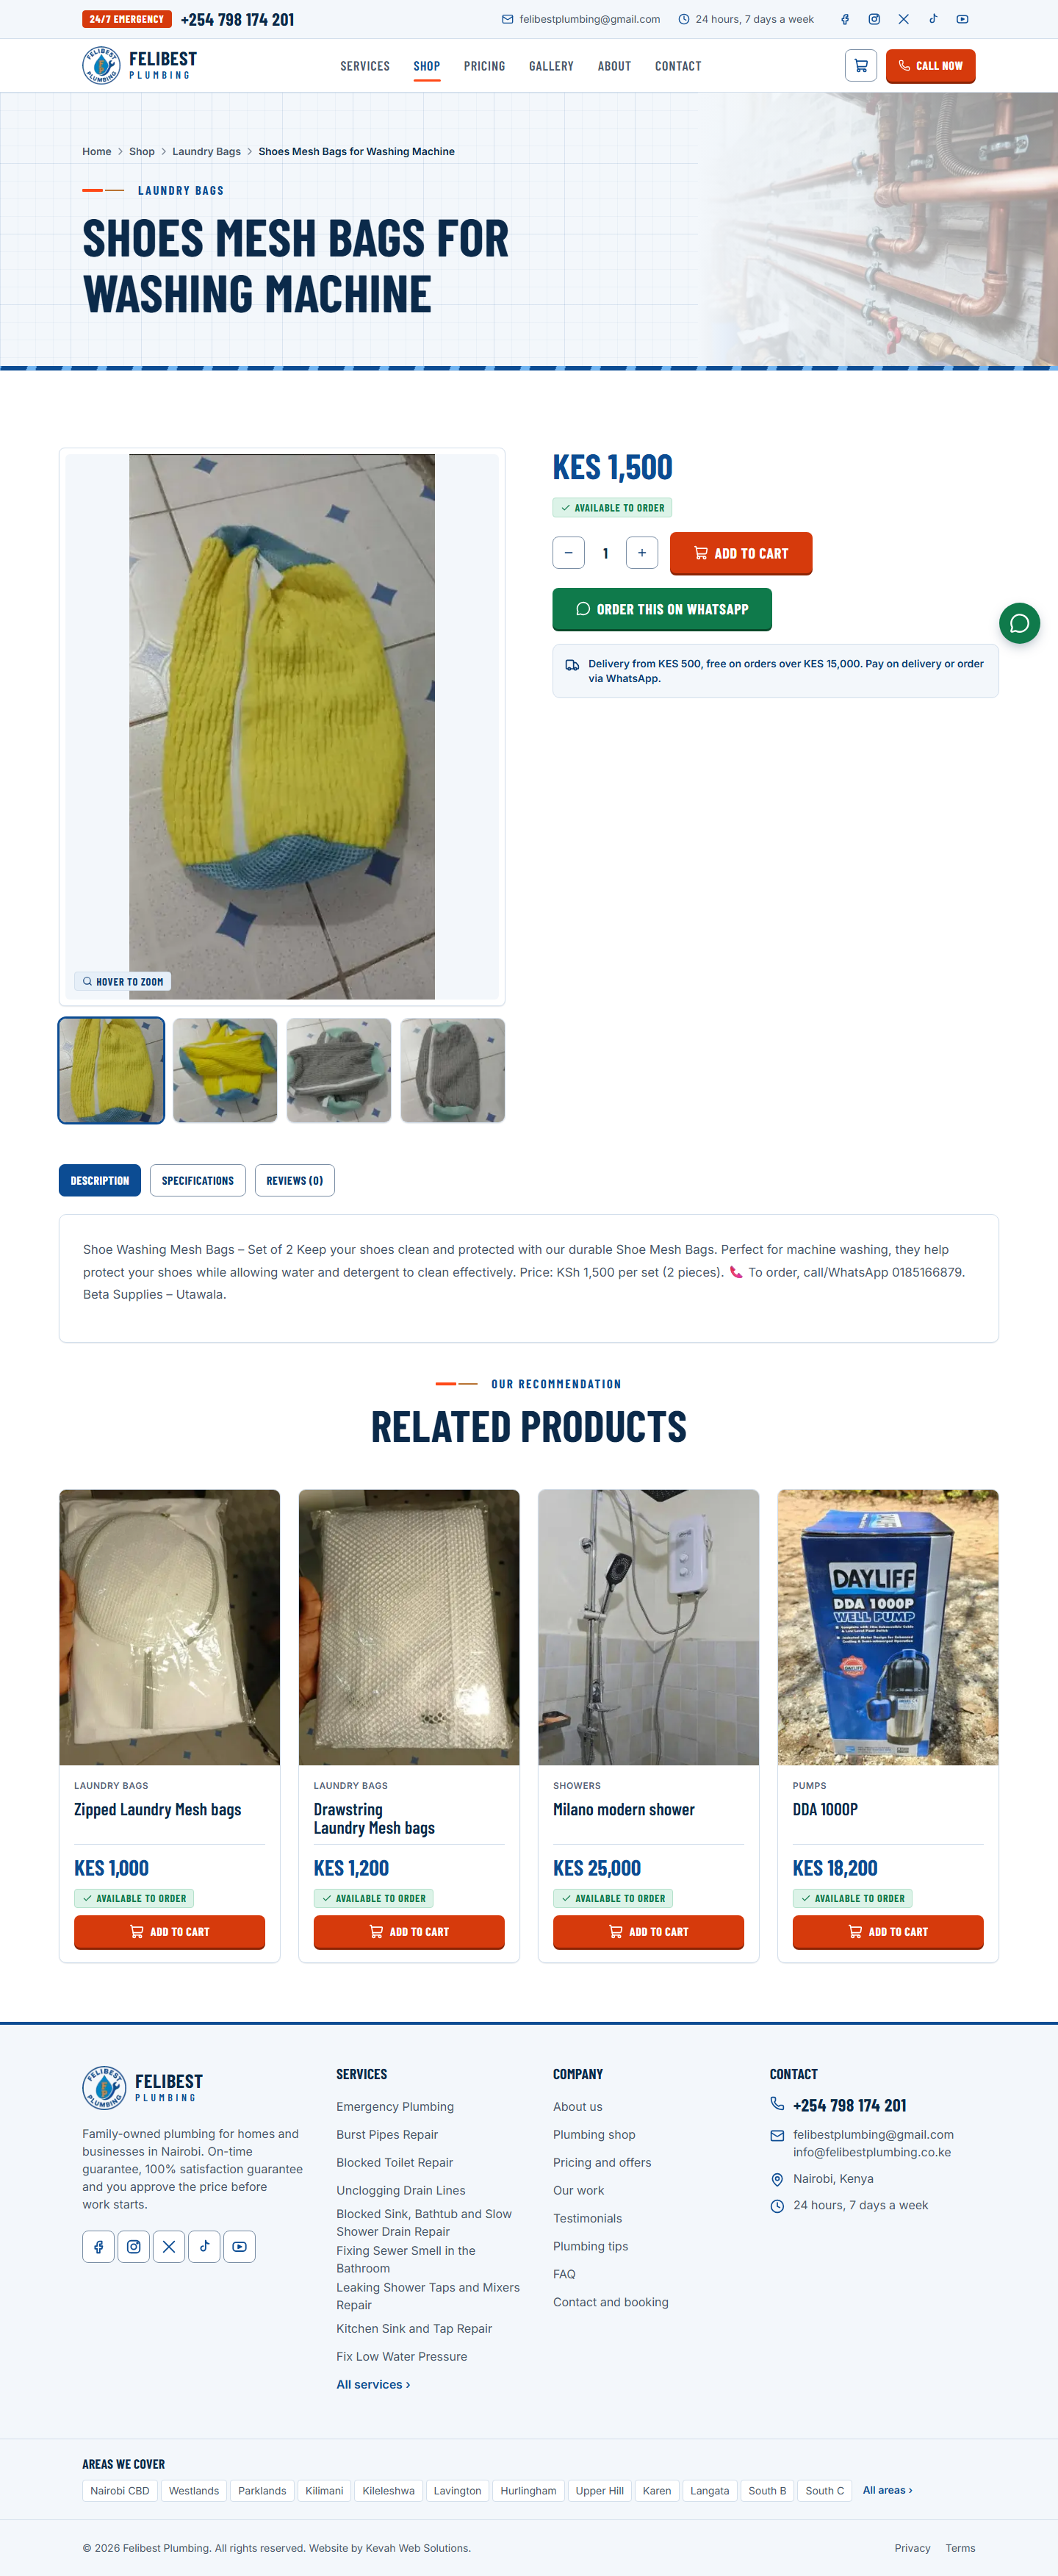 24/7 EMERGENCY +254 798 174 201 felibestplumbing@gmail.com 24 hours, 7 days a week
FELIBEST PLUMBING
FELIBEST
PLUMBING
SERVICES SHOP PRICING GALLERY ABOUT CONTACT
CALL NOW
Home > Shop > Laundry Bags > Shoes Mesh Bags for Washing Machine
LAUNDRY BAGS
SHOES MESH BAGS FOR
WASHING MACHINE
KES 1,500
AVAILABLE TO ORDER
− 1 + ADD TO CART
ORDER THIS ON WHATSAPP
Delivery from KES 500, free on orders over KES 15,000. Pay on delivery or order
via WhatsApp.
HOVER TO ZOOM
DESCRIPTION SPECIFICATIONS REVIEWS (0)
Shoe Washing Mesh Bags – Set of 2 Keep your shoes clean and protected with our durable Shoe Mesh Bags. Perfect for machine washing, they help
protect your shoes while allowing water and detergent to clean effectively. Price: KSh 1,500 per set (2 pieces). 📞 To order, call/WhatsApp 0185166879.
Beta Supplies – Utawala.
OUR RECOMMENDATION
RELATED PRODUCTS
DAYLIFF
DDA 1000P
WELL PUMP
LAUNDRY BAGS
Zipped Laundry Mesh bags
KES 1,000
AVAILABLE TO ORDER
ADD TO CART
LAUNDRY BAGS
Drawstring
Laundry Mesh bags
KES 1,200
AVAILABLE TO ORDER
ADD TO CART
SHOWERS
Milano modern shower
KES 25,000
AVAILABLE TO ORDER
ADD TO CART
PUMPS
DDA 1000P
KES 18,200
AVAILABLE TO ORDER
ADD TO CART
FELIBEST PLUMBING
FELIBEST
PLUMBING
Family-owned plumbing for homes and
businesses in Nairobi. On-time
guarantee, 100% satisfaction guarantee
and you approve the price before
work starts.
SERVICES
Emergency Plumbing
Burst Pipes Repair
Blocked Toilet Repair
Unclogging Drain Lines
Blocked Sink, Bathtub and Slow
Shower Drain Repair
Fixing Sewer Smell in the
Bathroom
Leaking Shower Taps and Mixers
Repair
Kitchen Sink and Tap Repair
Fix Low Water Pressure
All services ›
COMPANY
About us
Plumbing shop
Pricing and offers
Our work
Testimonials
Plumbing tips
FAQ
Contact and booking
CONTACT
+254 798 174 201
felibestplumbing@gmail.com
info@felibestplumbing.co.ke
Nairobi, Kenya
24 hours, 7 days a week
AREAS WE COVER
Nairobi CBD Westlands Parklands Kilimani Kileleshwa Lavington Hurlingham Upper Hill Karen Langata South B South C All areas ›
© 2026 Felibest Plumbing. All rights reserved. Website by Kevah Web Solutions. Privacy Terms